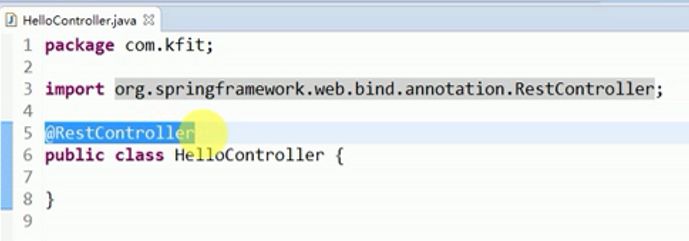 HelloController.java
1 package com.kfit;
2
3 import org.springframework.web.bind.annotation.RestController;
4
5 @RestController
6 public class HelloController {
7
8 }
9